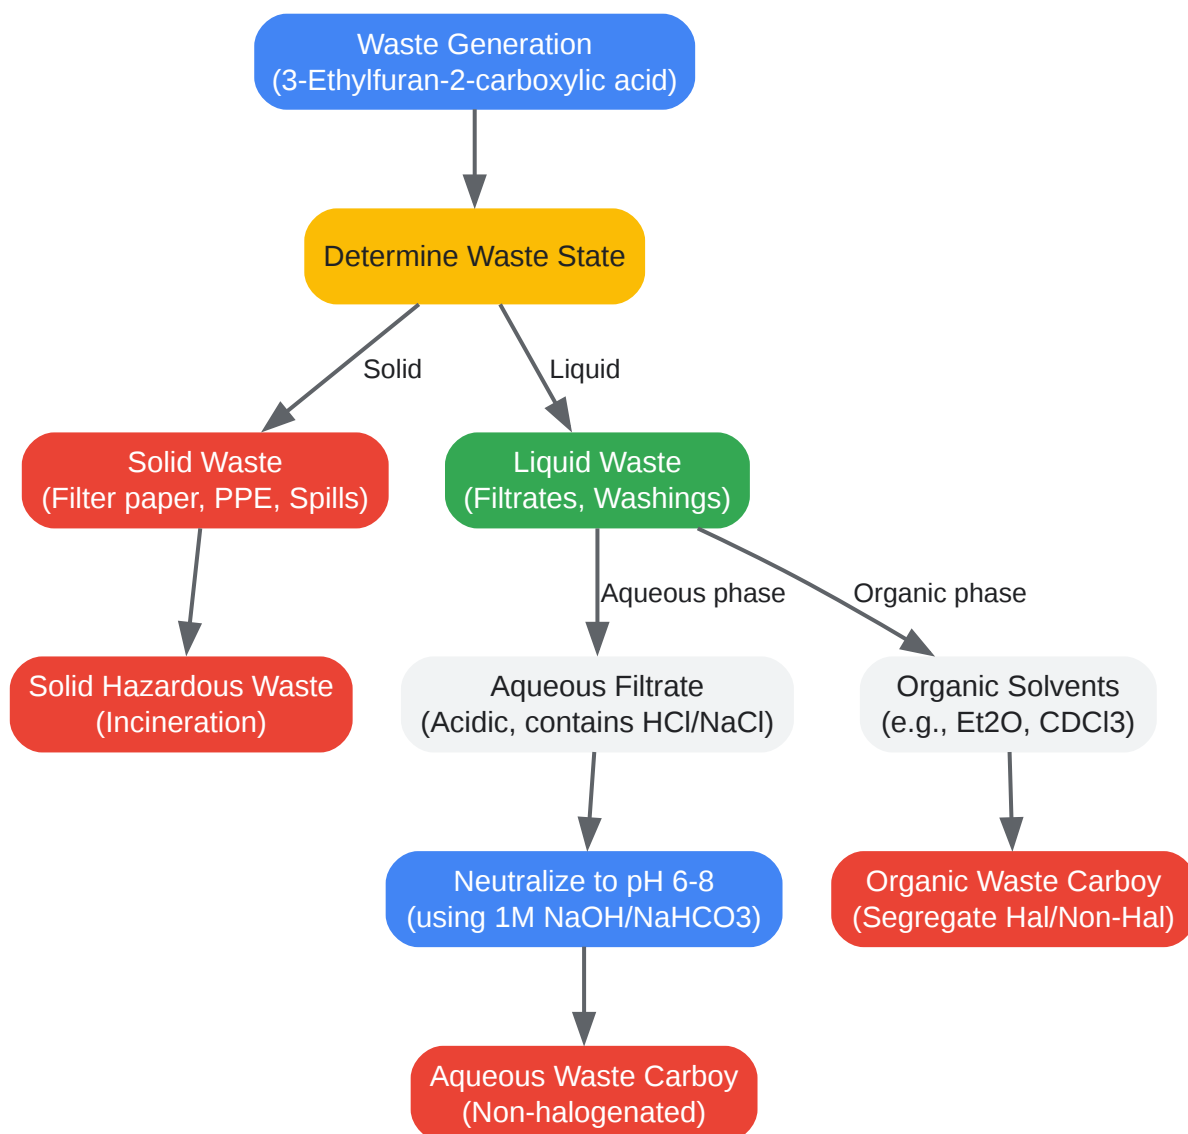 Waste Generation
(3-Ethylfuran-2-carboxylic acid)
Determine Waste State
Solid
Liquid
Solid Waste
(Filter paper, PPE, Spills)
Liquid Waste
(Filtrates, Washings)
Aqueous phase
Organic phase
Solid Hazardous Waste
(Incineration)
Aqueous Filtrate
(Acidic, contains HCl/NaCl)
Organic Solvents
(e.g., Et2O, CDCl3)
Neutralize to pH 6-8
(using 1M NaOH/NaHCO3)
Organic Waste Carboy
(Segregate Hal/Non-Hal)
Aqueous Waste Carboy
(Non-halogenated)